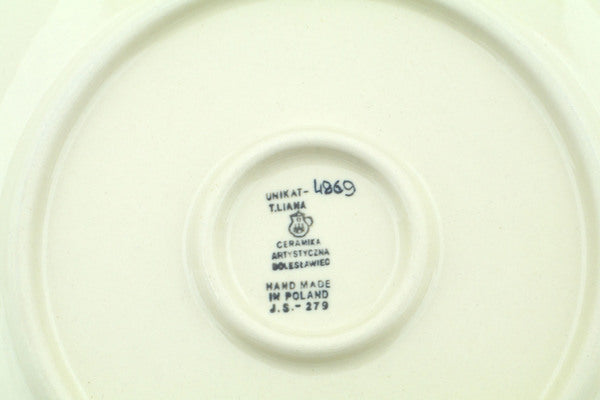 UNIKAT- 4869
T.LIANA
CERAMIKA
ARTYSTYCZNA
BOLESŁAWIEC
HAND MADE
IN POLAND
J.S.- 279